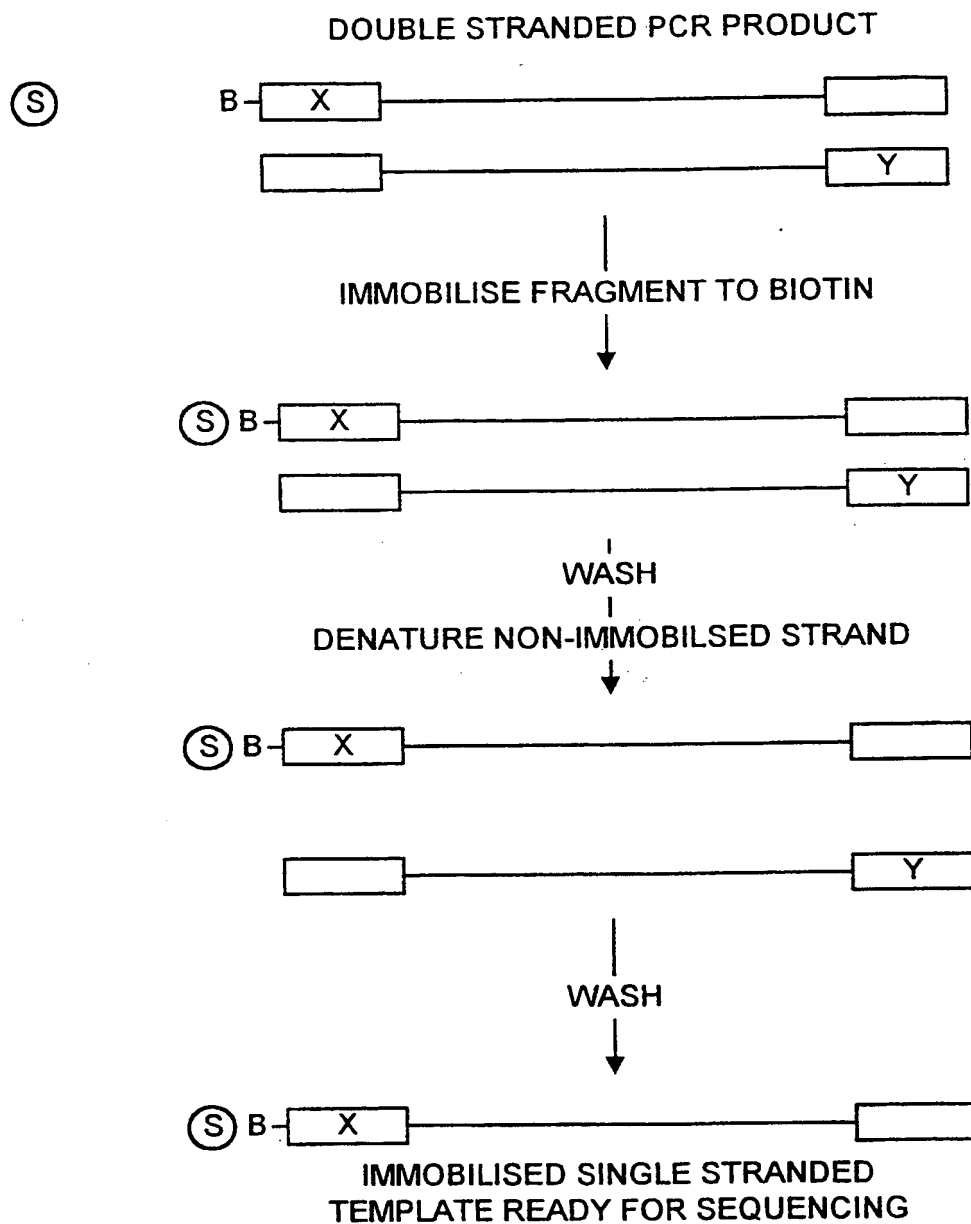 DOUBLE STRANDED PCR PRODUCT
S B X
Y
IMMOBILISE FRAGMENT TO BIOTIN
S B X
Y
WASH
DENATURE NON-IMMOBILSED STRAND
S B X
Y
WASH
S B X
IMMOBILISED SINGLE STRANDED
TEMPLATE READY FOR SEQUENCING